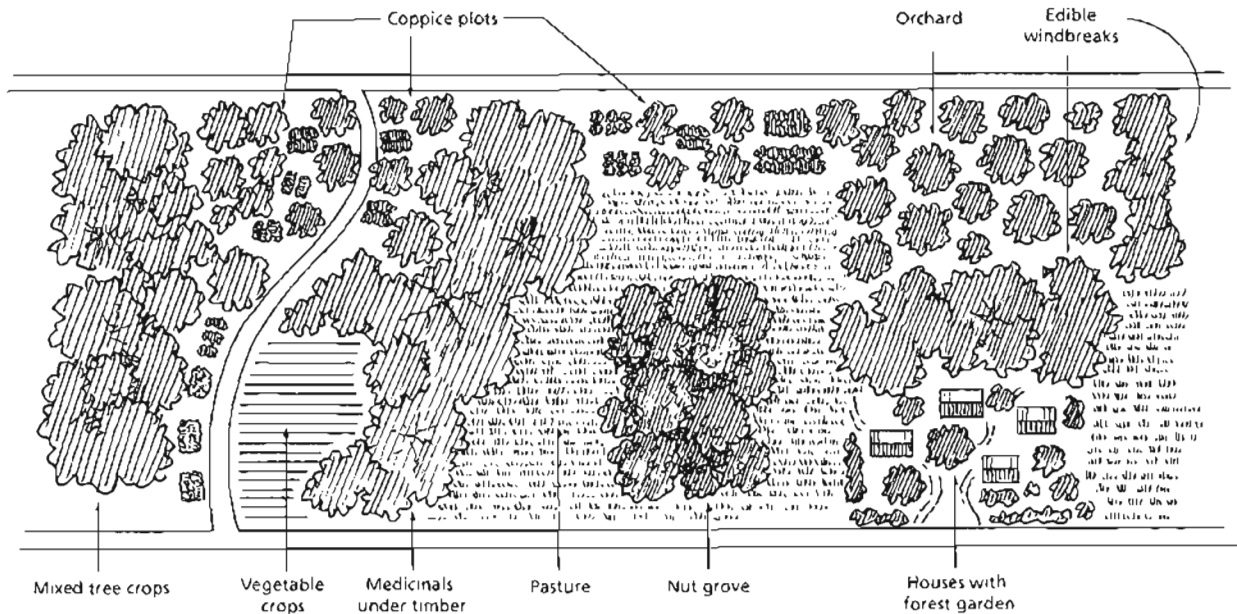 Coppice plots
Orchard
Edible
windbreaks
Mixed tree crops
Vegetable
crops
Medicinals
under timber
Pasture
Nut grove
Houses with
forest garden